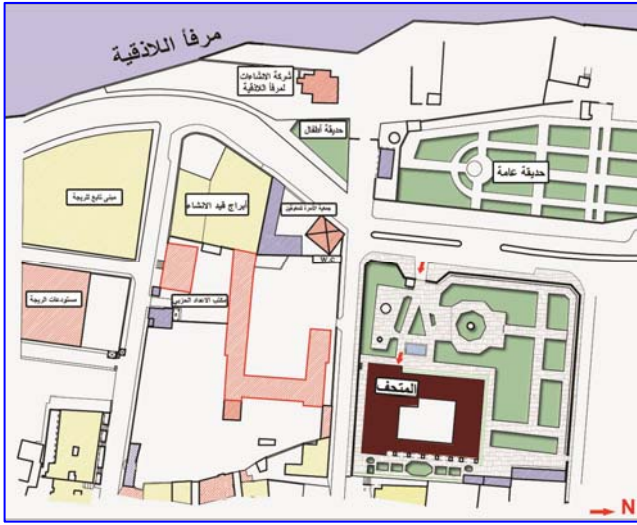 مرفأ اللاذقية
شركة الانشاءات
لمرفأ اللاذقية
حديقة أطفال
حديقة عامة
مبنى تابع للريجة
أبراج قيد الانشاء
W.C
مستودعات الريجة
مكتب الاعداد الحزبي
المتحف
N